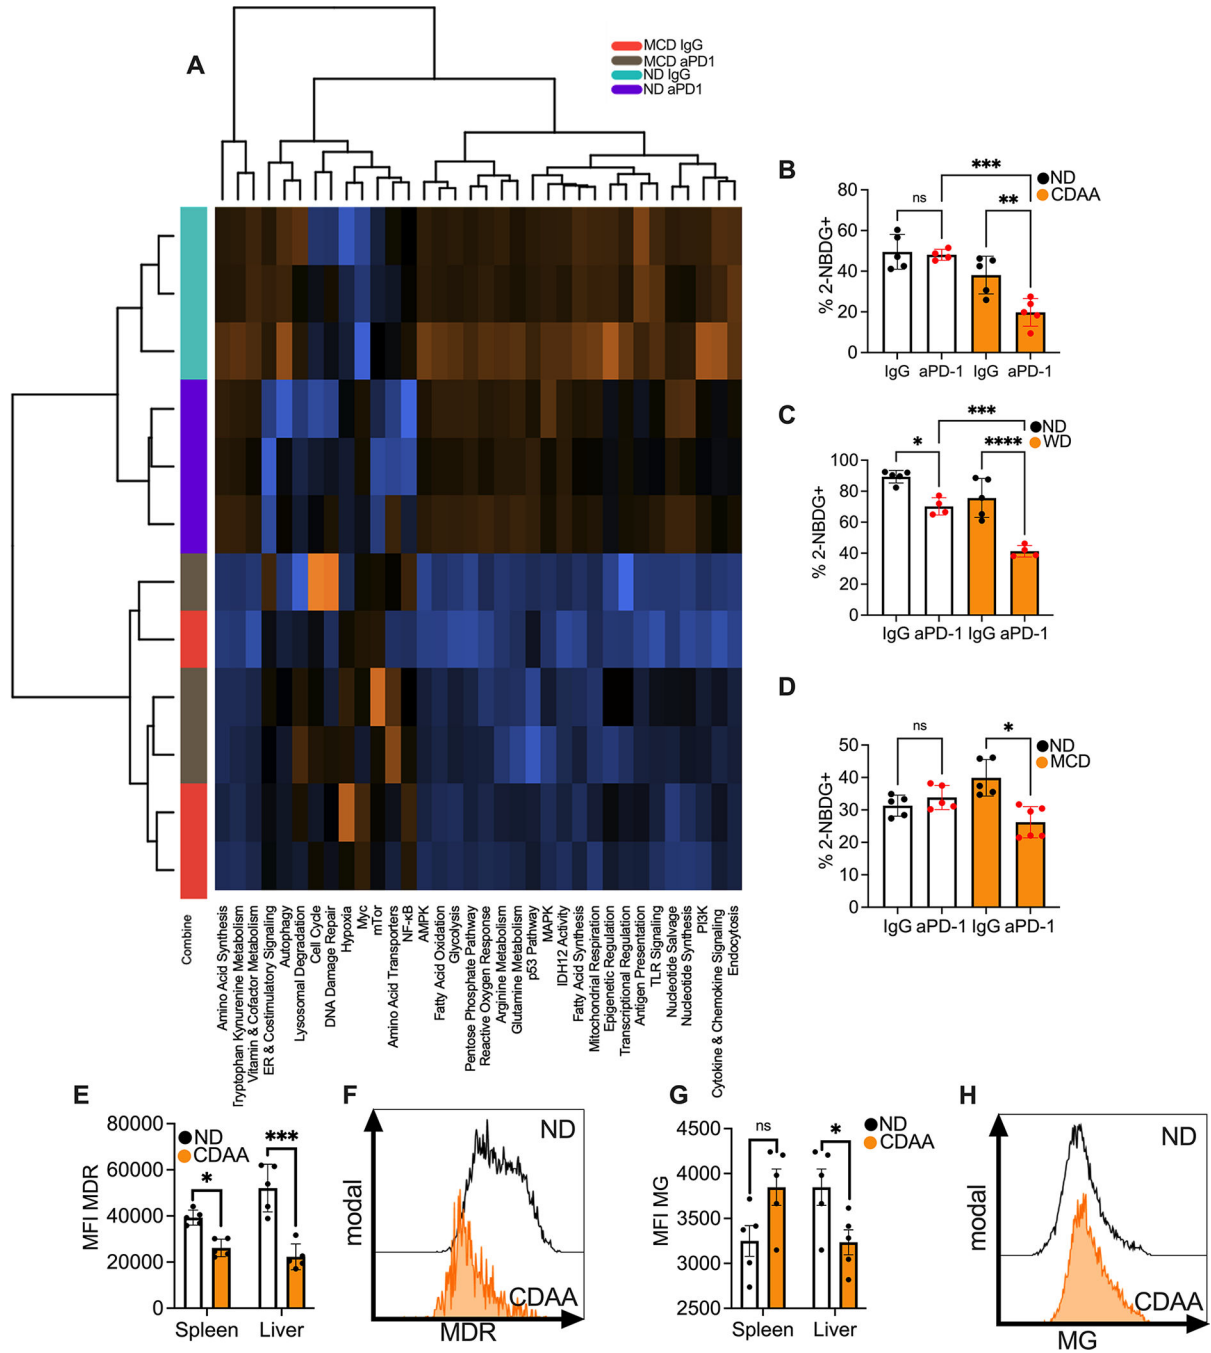 A
MCD IgG
MCD aPD1
ND IgG
ND aPD1
Combine
Amino Acid Synthesis
Tryptophan Kynurenine Metabolism
Vitamin & Cofactor Metabolism
ER & Costimulatory Signaling
Autophagy
Lysosomal Degradation
Cell Cycle
DNA Damage Repair
Hypoxia
Myc
mTor
Amino Acid Transporters
NF-κB
AMPK
Fatty Acid Oxidation
Glycolysis
Pentose Phosphate Pathway
Reactive Oxygen Response
Arginine Metabolism
Glutamine Metabolism
p53 Pathway
MAPK
IDH12 Activity
Fatty Acid Synthesis
Mitochondrial Respiration
Epigenetic Regulation
Transcriptional Regulation
Antigen Presentation
TLR Signaling
Nucleotide Salvage
Nucleotide Synthesis
PI3K
Cytokine & Chemokine Signaling
Endocytosis
B
ND
CDAA
***
ns
**
% 2-NBDG+
80
60
40
20
0
IgG aPD-1 IgG aPD-1
C
ND
WD
***
*
****
% 2-NBDG+
100
80
60
40
20
0
IgG aPD-1 IgG aPD-1
D
ND
MCD
ns
*
% 2-NBDG+
50
40
30
20
10
0
IgG aPD-1 IgG aPD-1
E
ND
CDAA
*
***
MFI MDR
80000
60000
40000
20000
0
Spleen Liver
F
ND
modal
CDAA
MDR
G
ND
CDAA
ns
*
MFI MG
4500
4000
3500
3000
2500
Spleen Liver
H
ND
modal
CDAA
MG